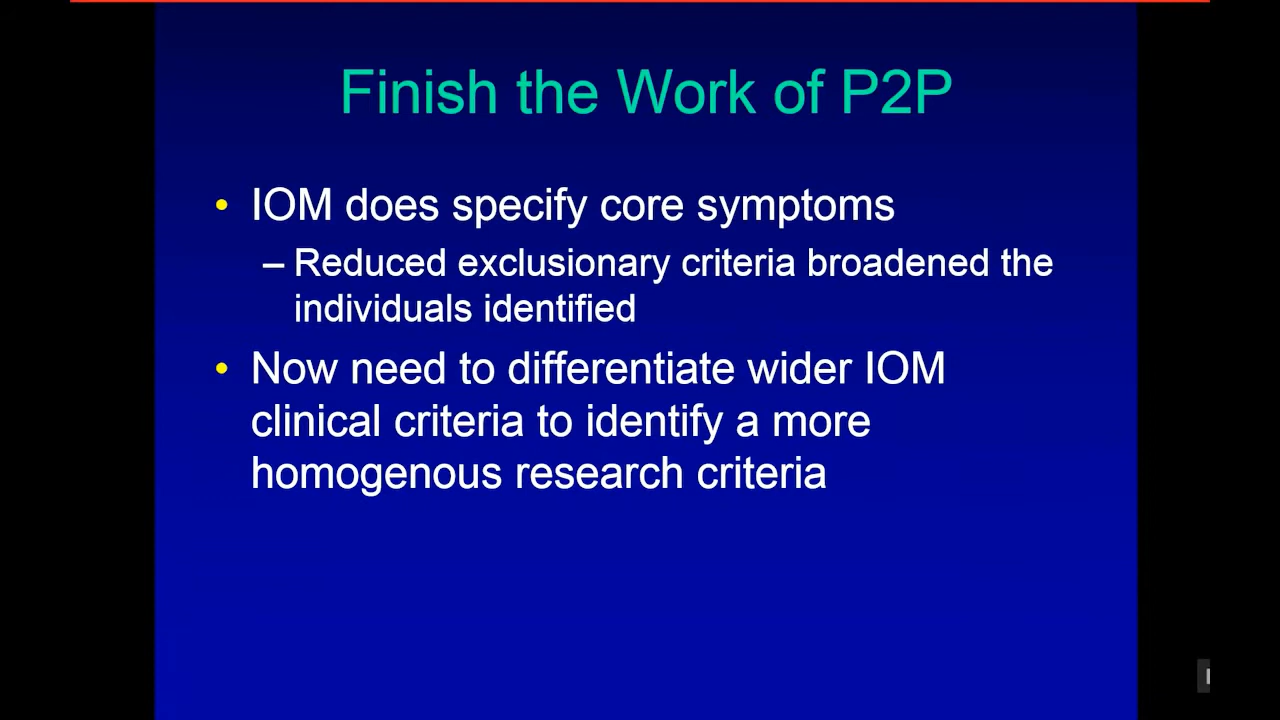 Finish the Work of P2P
• IOM does specify core symptoms
– Reduced exclusionary criteria broadened the
individuals identified
• Now need to differentiate wider IOM
clinical criteria to identify a more
homogenous research criteria